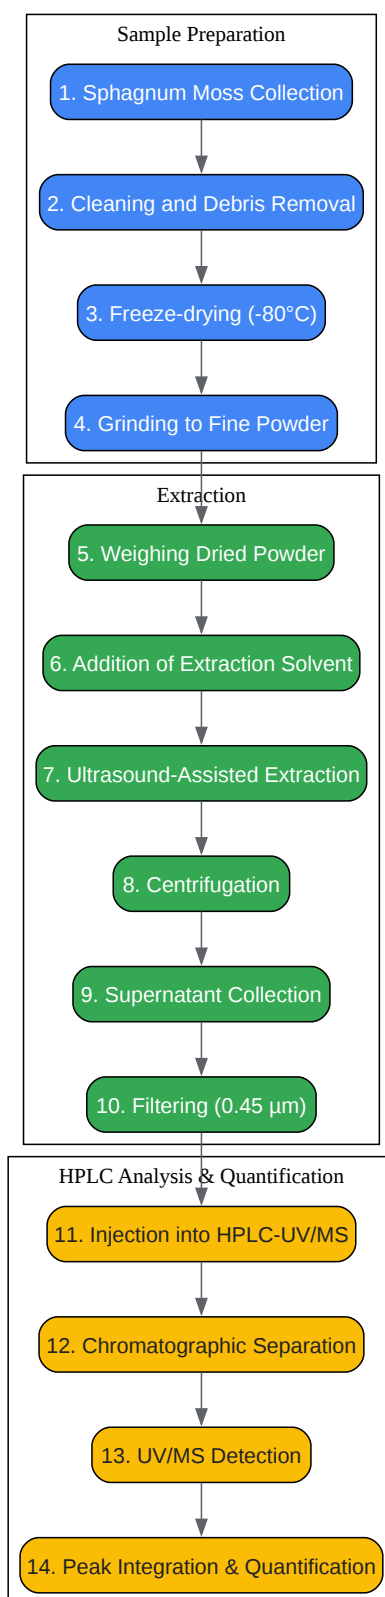 Sample Preparation
1. Sphagnum Moss Collection
2. Cleaning and Debris Removal
3. Freeze-drying (-80°C)
4. Grinding to Fine Powder
Extraction
5. Weighing Dried Powder
6. Addition of Extraction Solvent
7. Ultrasound-Assisted Extraction
8. Centrifugation
9. Supernatant Collection
10. Filtering (0.45 µm)
HPLC Analysis & Quantification
11. Injection into HPLC-UV/MS
12. Chromatographic Separation
13. UV/MS Detection
14. Peak Integration & Quantification